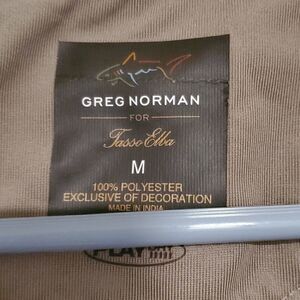 GREG NORMAN
FOR
Tasso Elba
M
100% POLYESTER
EXCLUSIVE OF DECORATION
MADE IN INDIA